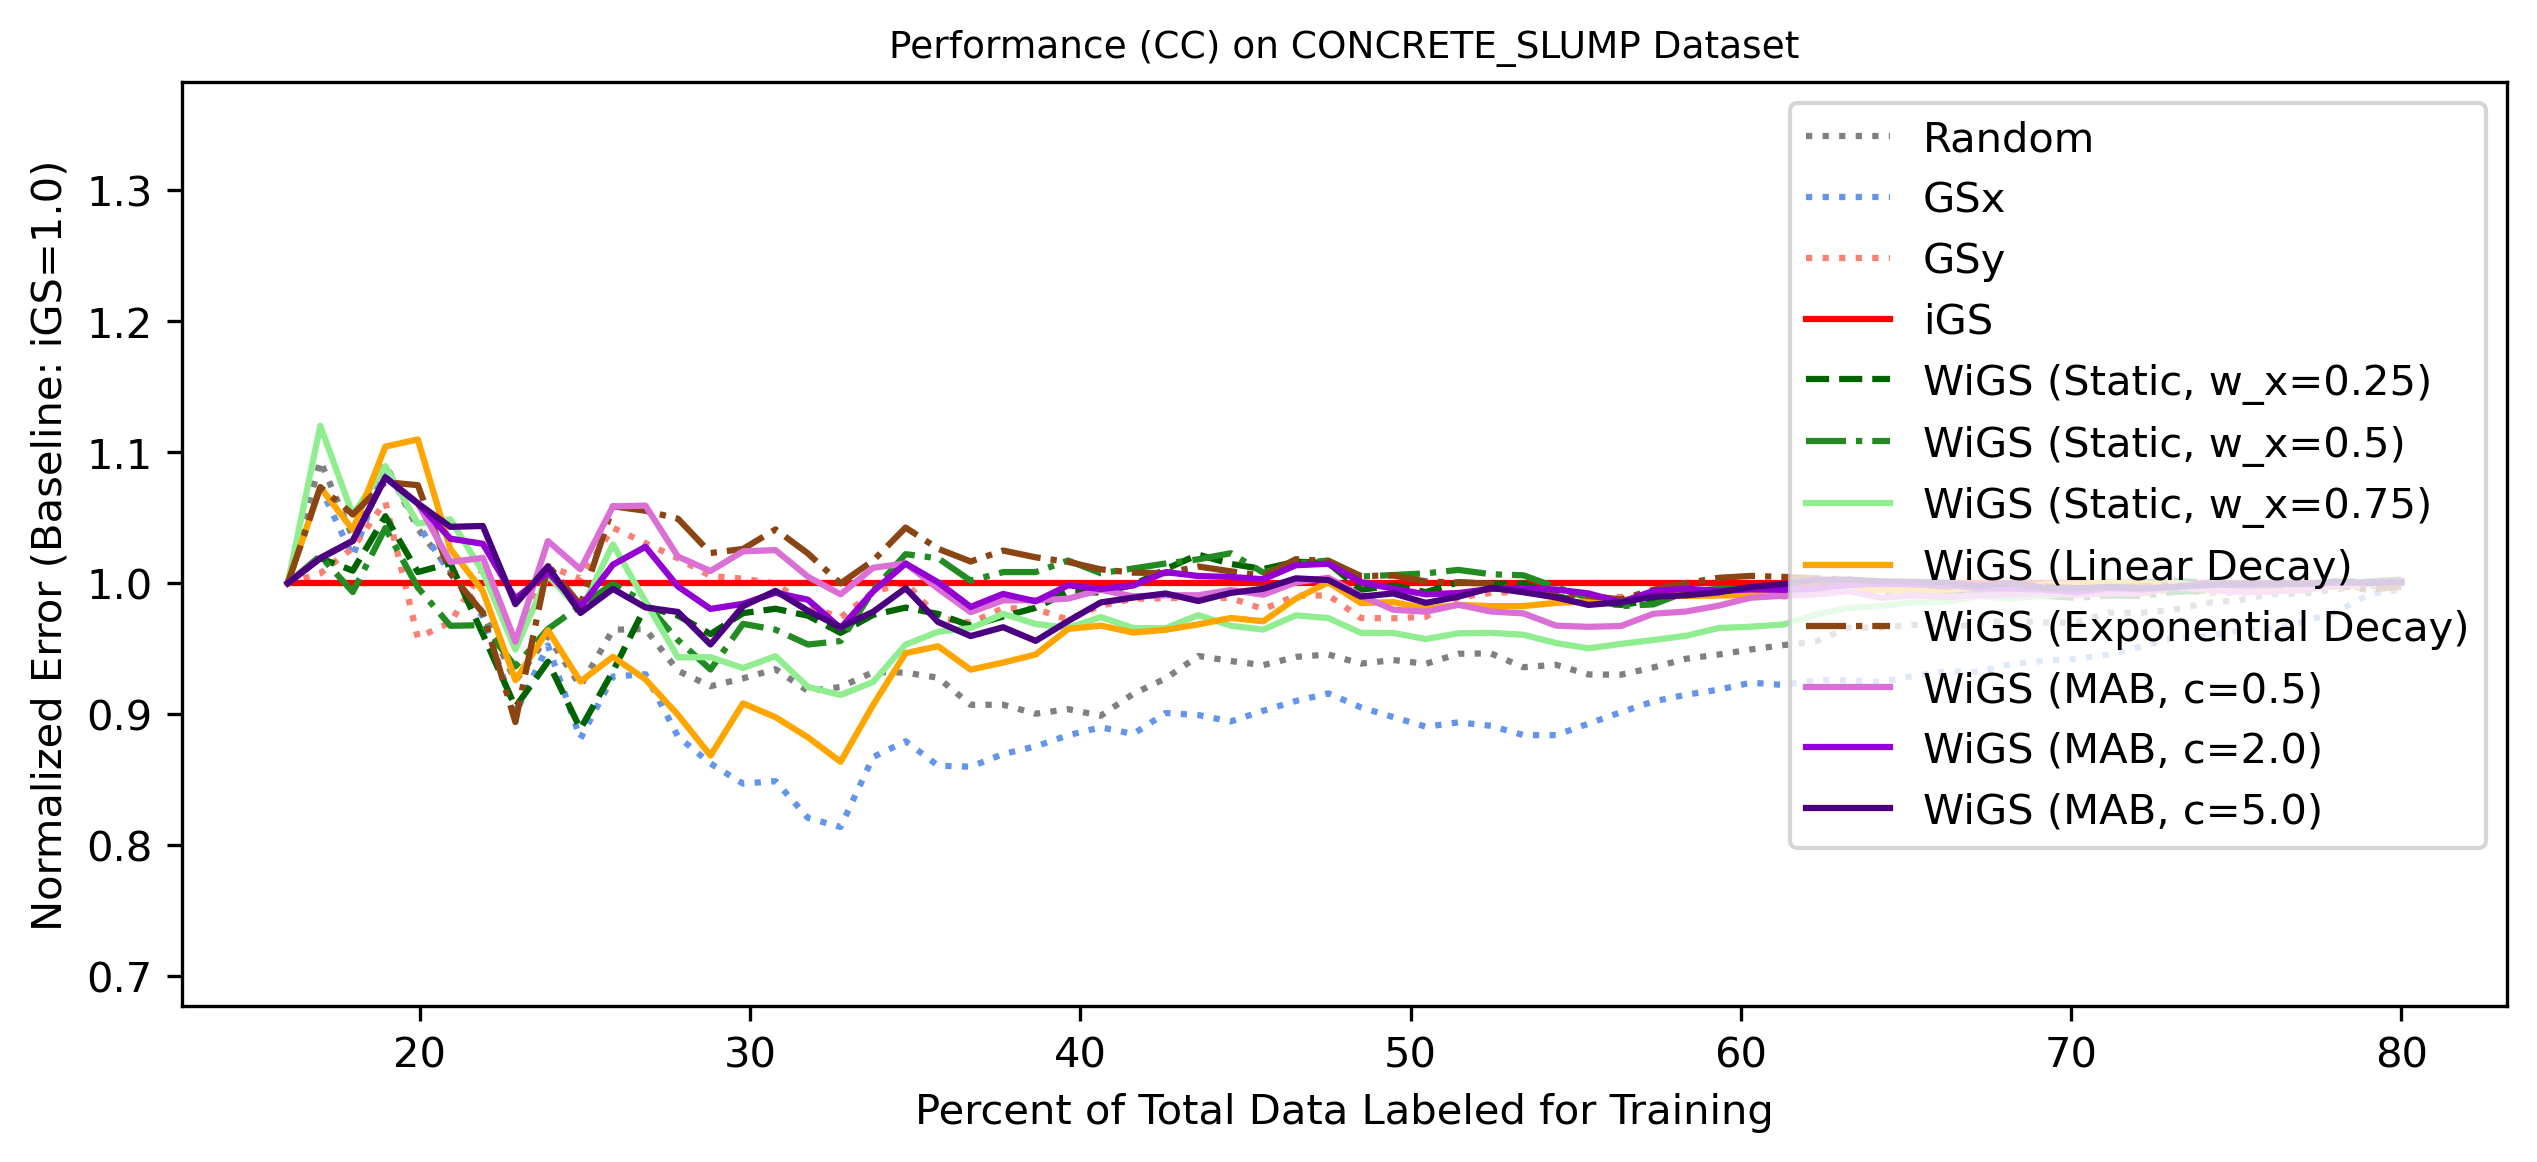 Performance (CC) on CONCRETE_SLUMP Dataset
Normalized Error (Baseline: iGS=1.0)
1.3
1.2
1.1
1.0
0.9
0.8
0.7
Random
GSx
GSy
iGS
WiGS (Static, w_x=0.25)
WiGS (Static, w_x=0.5)
WiGS (Static, w_x=0.75)
WiGS (Linear Decay)
WiGS (Exponential Decay)
WiGS (MAB, c=0.5)
WiGS (MAB, c=2.0)
WiGS (MAB, c=5.0)
20 30 40 50 60 70 80
Percent of Total Data Labeled for Training